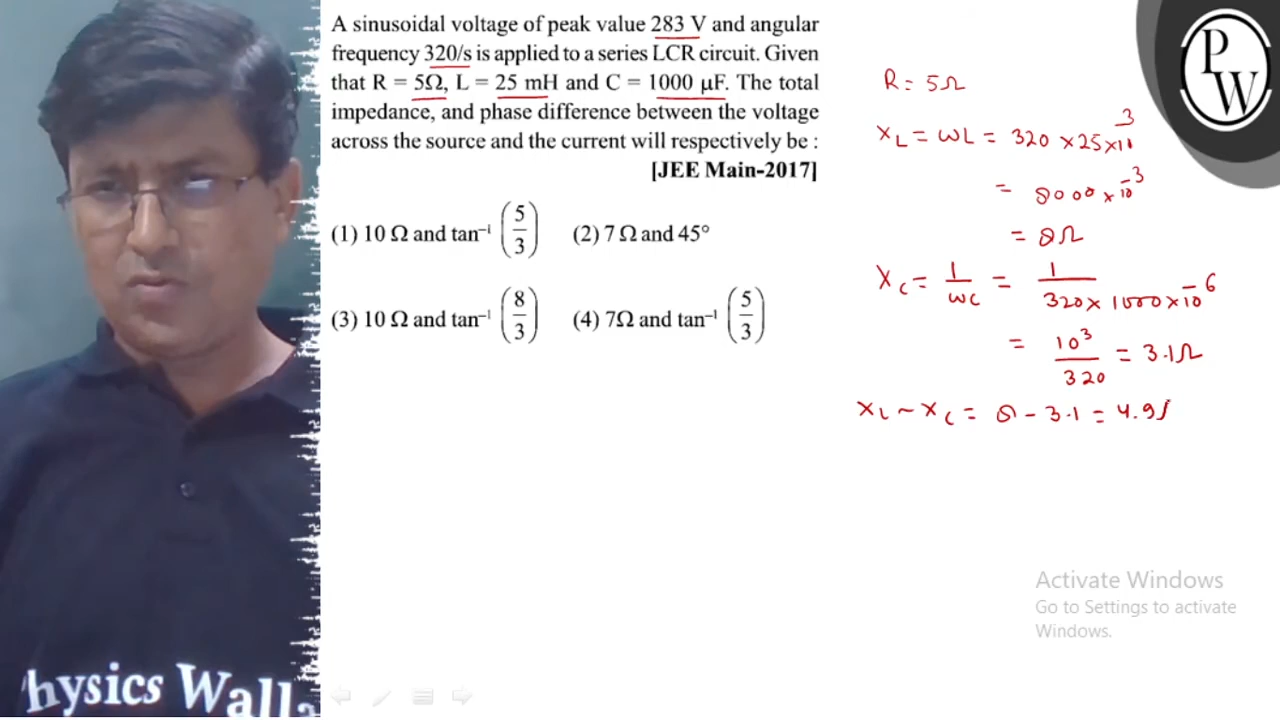 A sinusoidal voltage of peak value 283 V and angular
frequency 320/s is applied to a series LCR circuit. Given
that R = 5Ω, L = 25 mH and C = 1000 μF. The total
impedance, and phase difference between the voltage
across the source and the current will respectively be :
[JEE Main-2017]
(1) 10 Ω and tan⁻¹ (5/3) (2) 7 Ω and 45°
(3) 10 Ω and tan⁻¹ (8/3) (4) 7Ω and tan⁻¹ (5/3)
R = 5Ω
X_L = ωL = 320 × 25 × 10⁻³
= 8000 × 10⁻³
= 8Ω
X_C = 1/ωC = 1/(320 × 1000 × 10⁻⁶)
= 10³/320 = 3.1Ω
X_L ~ X_C = 8 - 3.1 = 4.9
PW
Activate Windows
Go to Settings to activate
Windows.
Physics Walla